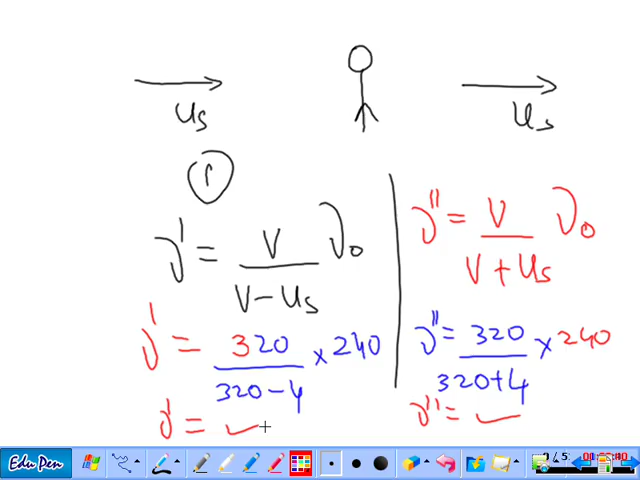 us us
1
ν' = V / (V − us) ν₀
ν'' = V / (V + us) ν₀
ν' = 320 / (320 − 4) × 240
ν'' = 320 / (320+4) × 240
ν' = ✓
ν'' = ✓
Edu Pen